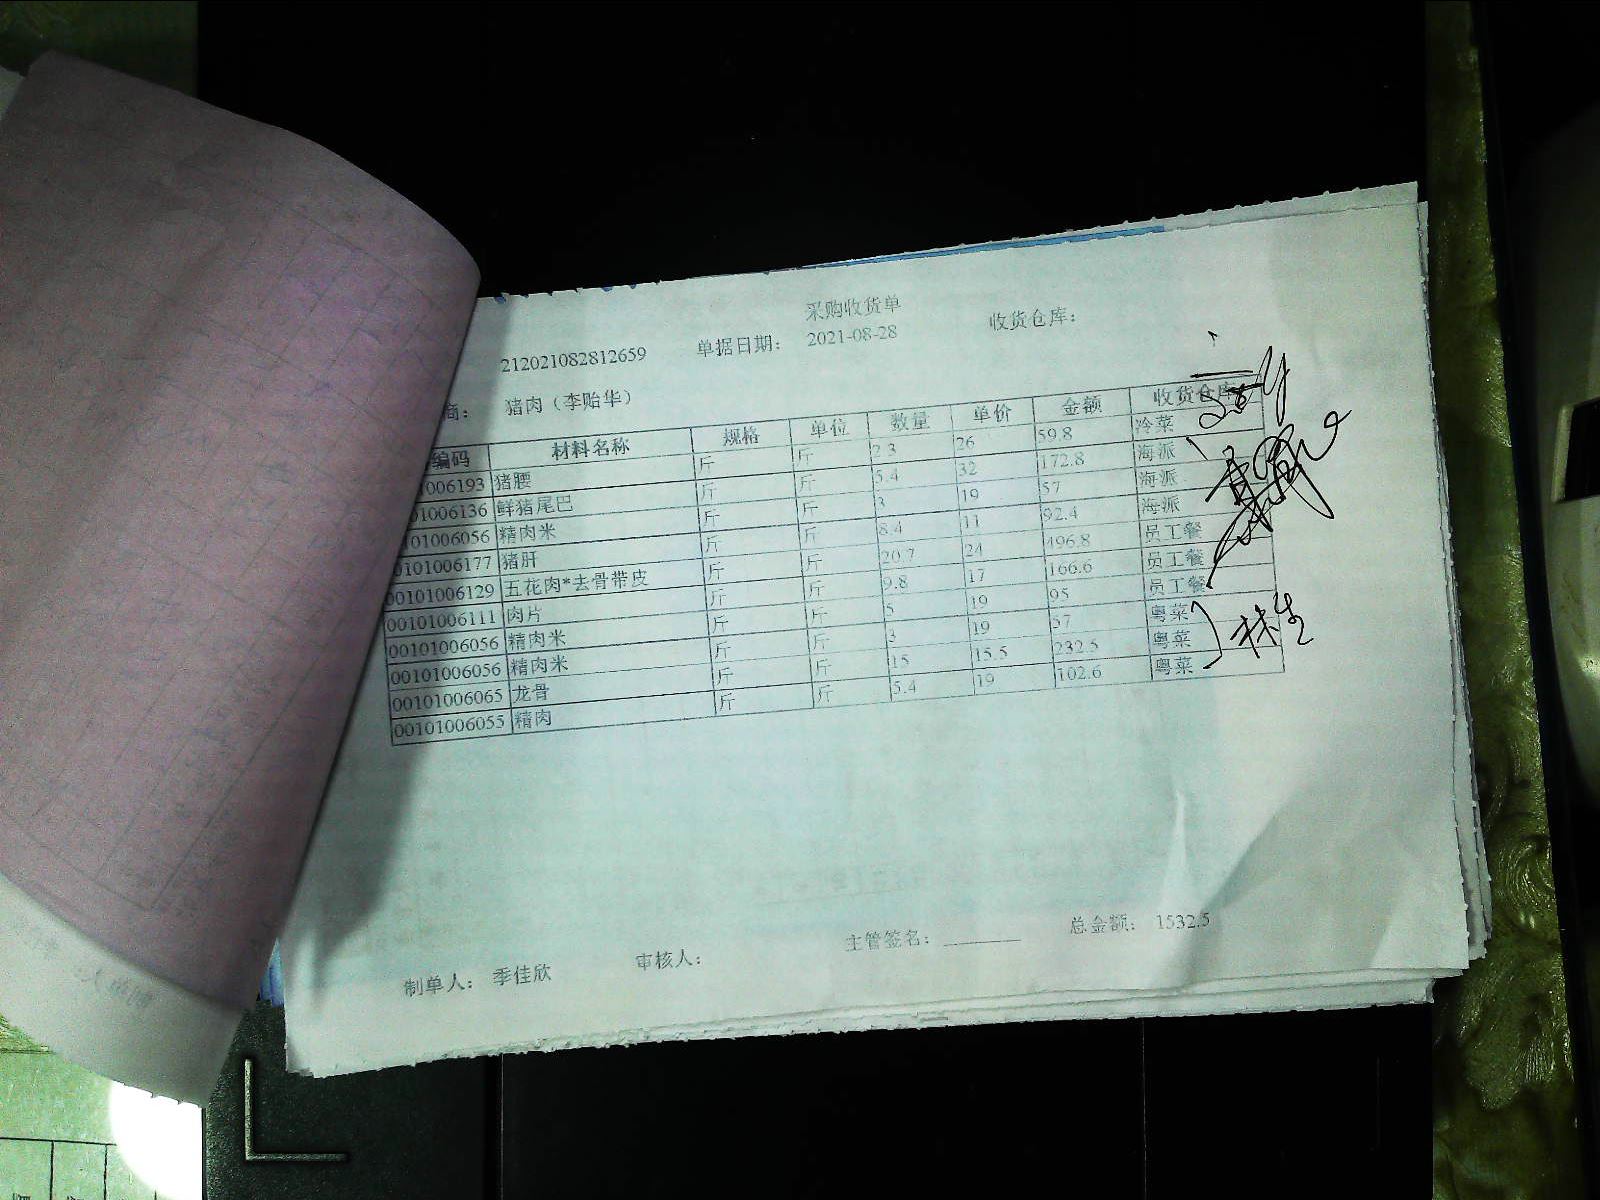 采购收货单
212021082812659 单据日期： 2021-08-28 收货仓库：
商： 猪肉（李贻华）
编码 材料名称 规格 单位 数量 单价 金额 收货仓库
01006193 猪腰 斤 斤 2.3 26 59.8 冷菜
01006136 鲜猪尾巴 斤 斤 5.4 32 172.8 海派
0101006056 精肉米 斤 斤 3 19 57 海派
0101006177 猪肝 斤 斤 8.4 11 92.4 海派
00101006129 五花肉*去骨带皮 斤 斤 20.7 24 496.8 员工餐
00101006111 肉片 斤 斤 9.8 17 166.6 员工餐
00101006056 精肉米 斤 斤 5 19 95 员工餐
00101006056 精肉米 斤 斤 3 19 57 粤菜
00101006065 龙骨 斤 斤 15 15.5 232.5 粤菜
00101006055 精肉 斤 斤 5.4 19 102.6 粤菜
林生
制单人： 季佳欣 审核人： 主管签名： 总金额： 1532.5